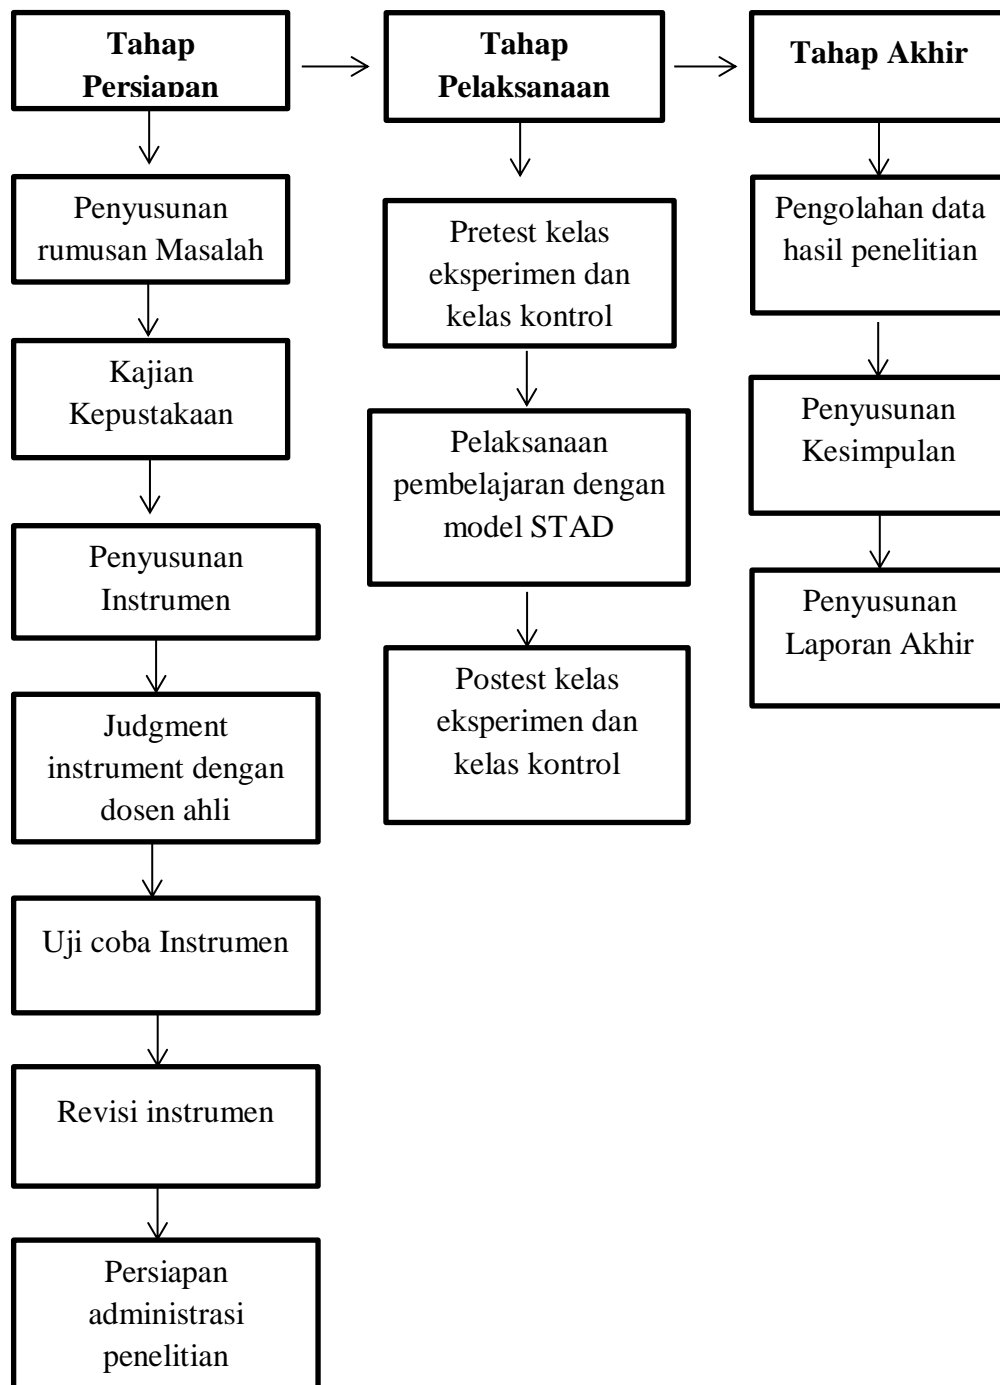 Tahap
Persiapan
Tahap
Pelaksanaan
Tahap Akhir
Penyusunan
rumusan Masalah
Kajian
Kepustakaan
Penyusunan
Instrumen
Judgment
instrument dengan
dosen ahli
Uji coba Instrumen
Revisi instrumen
Persiapan
administrasi
penelitian
Pretest kelas
eksperimen dan
kelas kontrol
Pelaksanaan
pembelajaran dengan
model STAD
Postest kelas
eksperimen dan
kelas kontrol
Pengolahan data
hasil penelitian
Penyusunan
Kesimpulan
Penyusunan
Laporan Akhir